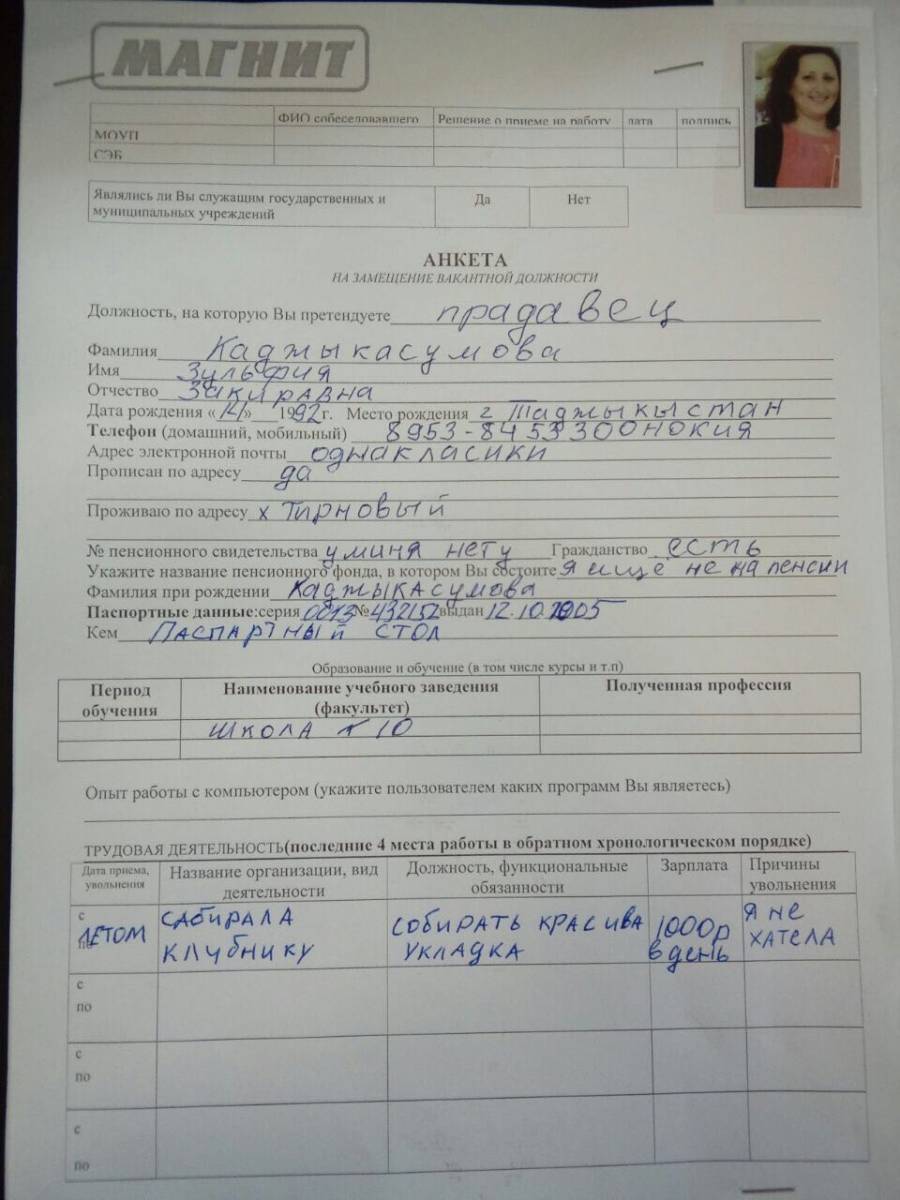 МАГНИТ
ФИО собеседовавшего Решение о приеме на работу дата подпись
МОУП
СЭБ
Являлись ли Вы служащим государственных и муниципальных учреждений Да Нет
АНКЕТА
НА ЗАМЕЩЕНИЕ ВАКАНТНОЙ ДОЛЖНОСТИ
Должность, на которую Вы претендуете прадавец
Фамилия Каджыкасумова
Имя Зульфия
Отчество Закиравна
Дата рождения «14» 1992г. Место рождения г Таджыкыстан
Телефон (домашний, мобильный) 8953-8453300нокия
Адрес электронной почты однакласики
Прописан по адресу да
Проживаю по адресу х Тирновый
№ пенсионного свидетельства у миня нету Гражданство есть
Укажите название пенсионного фонда, в котором Вы состоите я ище не на пенсии
Фамилия при рождении Каджыкасумова
Паспортные данные:серия 0013 № 432152 выдан 12.10.2005
Кем Паспартный стол
Образование и обучение (в том числе курсы и т.п)
Период обучения Наименование учебного заведения (факультет) Полученная профессия
школа 10
Опыт работы с компьютером (укажите пользователем каких программ Вы являетесь)
ТРУДОВАЯ ДЕЯТЕЛЬНОСТЬ(последние 4 места работы в обратном хронологическом порядке)
Дата приема, увольнения Название организации, вид деятельности Должность, функциональные обязанности Зарплата Причины увольнения
с по летом сабирала клубнику собирать красива укладка 1000р в день я не хатела
с
по
с
по
с
по